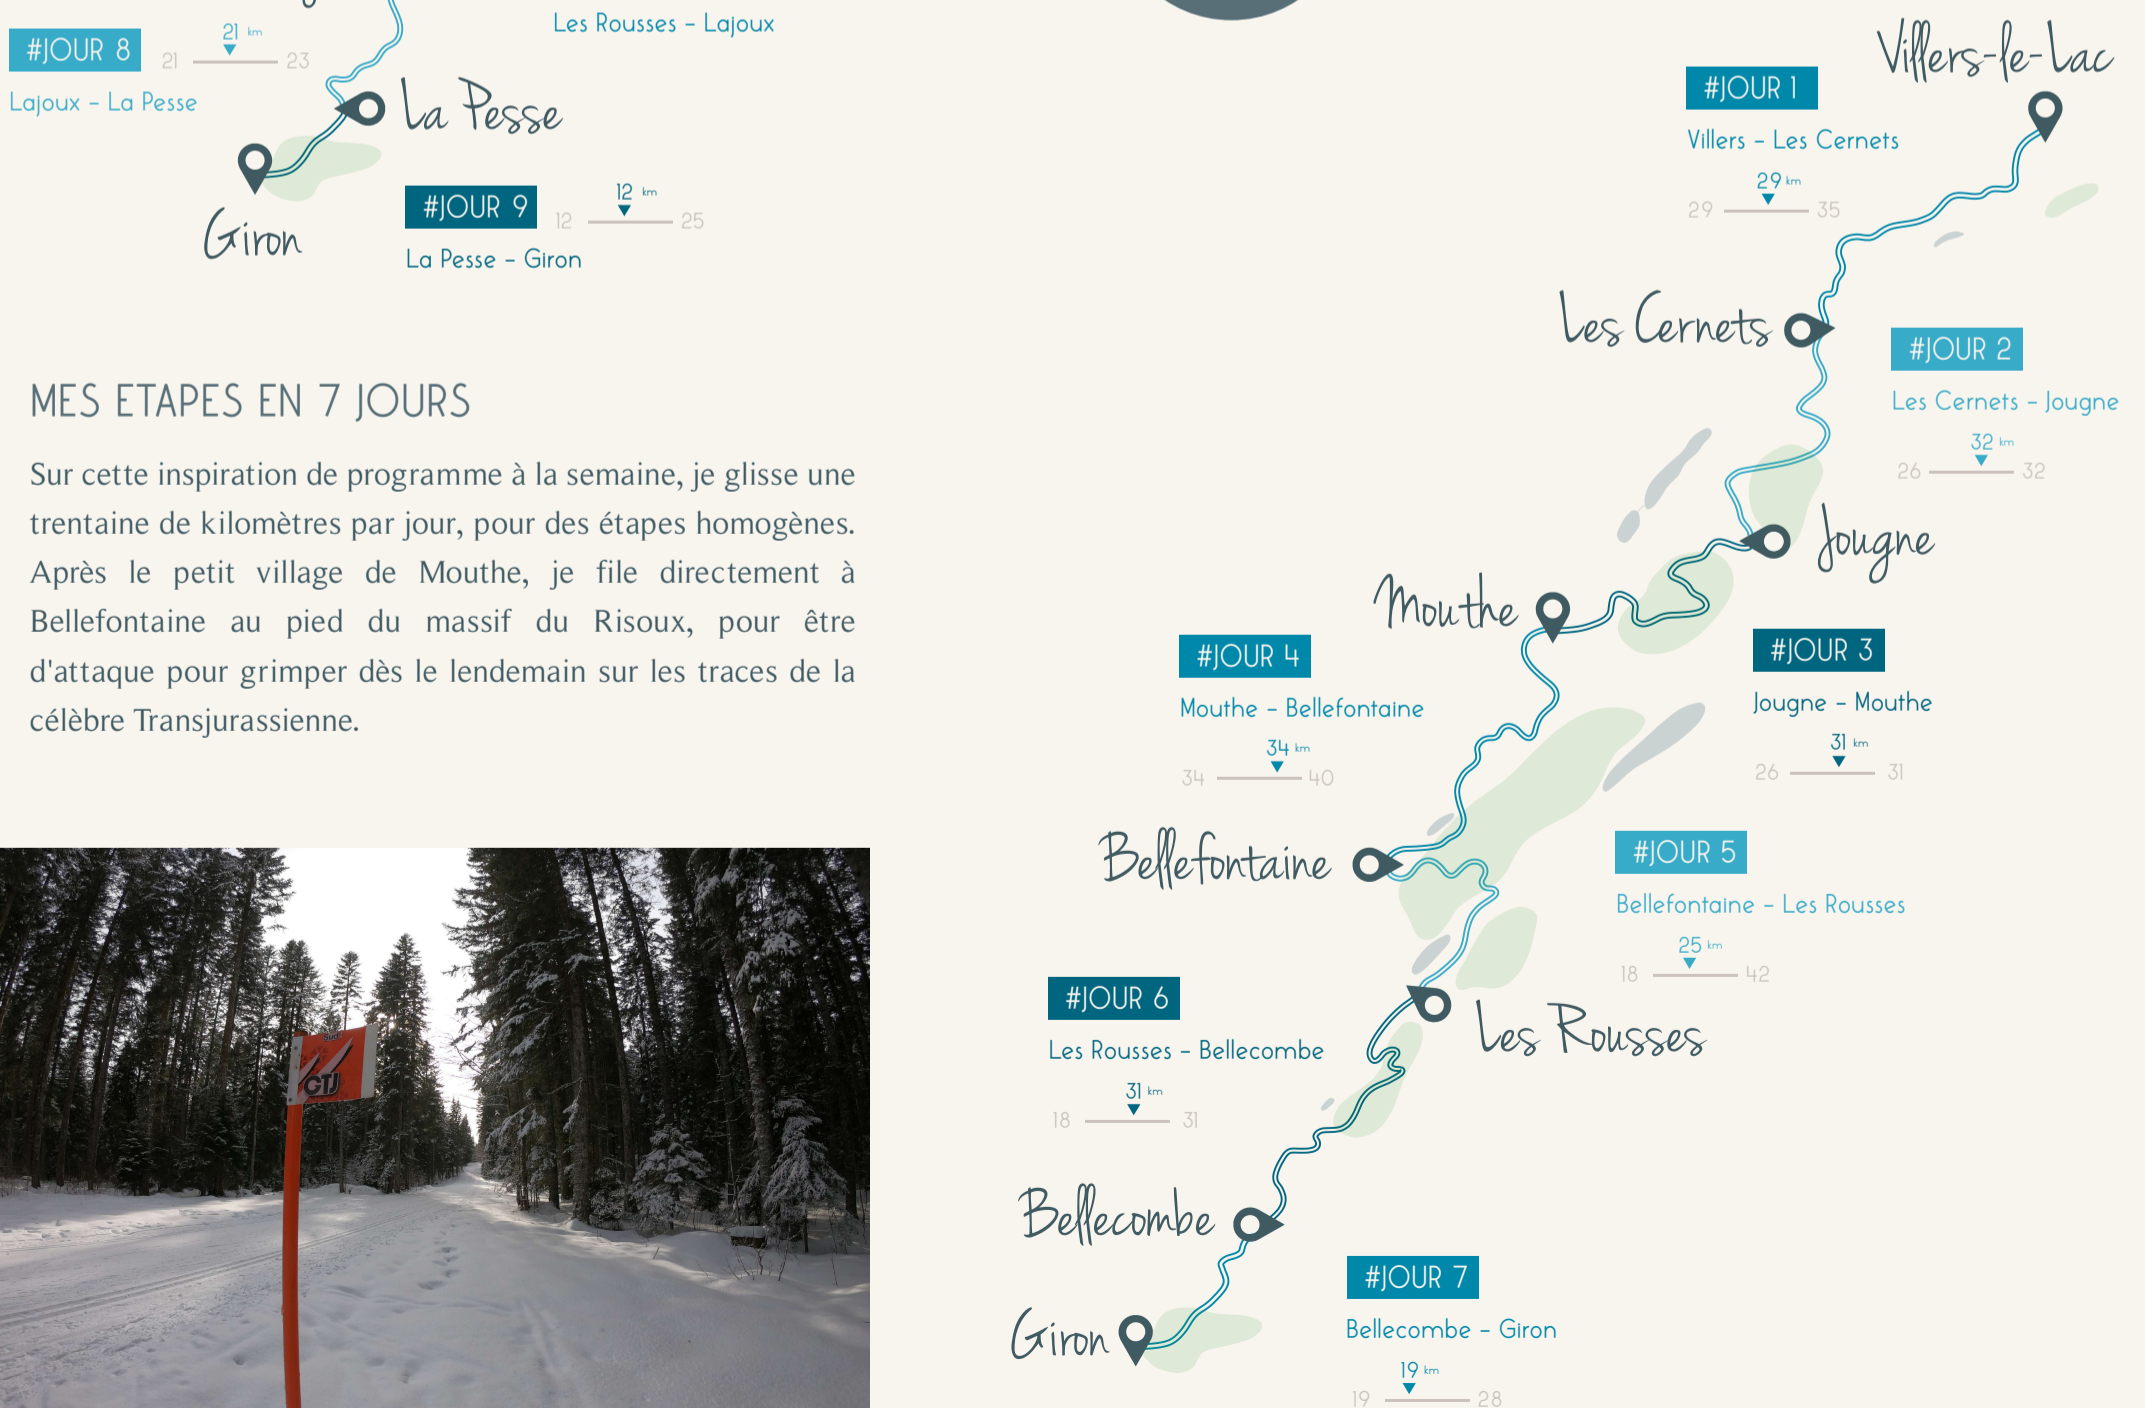 Les Rousses - Lajoux
#JOUR 8
21 km
21 23
Lajoux - La Pesse
La Pesse
Giron
#JOUR 9
12 km
12 25
La Pesse - Giron
MES ETAPES EN 7 JOURS
Sur cette inspiration de programme à la semaine, je glisse une
trentaine de kilomètres par jour, pour des étapes homogènes.
Après le petit village de Mouthe, je file directement à
Bellefontaine au pied du massif du Risoux, pour être
d'attaque pour grimper dès le lendemain sur les traces de la
célèbre Transjurassienne.
Sud
GTJ
Villers-le-Lac
#JOUR 1
Villers - Les Cernets
29 km
29 35
Les Cernets
#JOUR 2
Les Cernets - Jougne
32 km
26 32
Jougne
Mouthe
#JOUR 3
Jougne - Mouthe
31 km
26 31
#JOUR 4
Mouthe - Bellefontaine
34 km
34 40
Bellefontaine
#JOUR 5
Bellefontaine - Les Rousses
25 km
18 42
Les Rousses
#JOUR 6
Les Rousses - Bellecombe
31 km
18 31
Bellecombe
#JOUR 7
Bellecombe - Giron
19 km
19 28
Giron